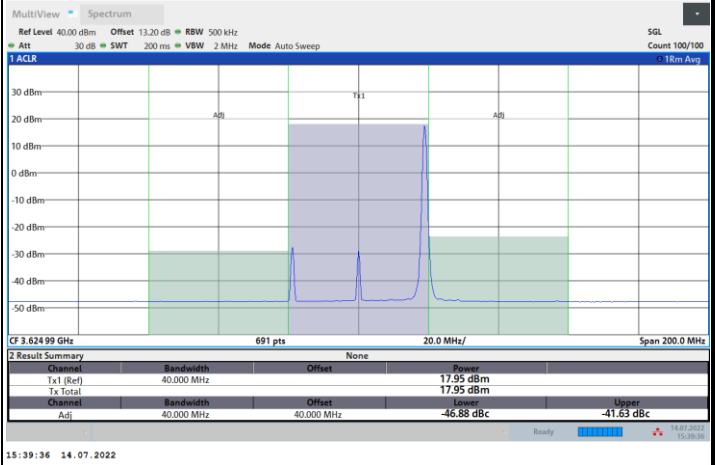 MultiView Spectrum
Ref Level 40.00 dBm Offset 13.20 dB RBW 500 kHz SGL
Att 30 dB SWT 200 ms VBW 2 MHz Mode Auto Sweep Count 100/100
1 ACLR 1Rm Avg
30 dBm
Tx1
20 dBm Adj Adj
10 dBm
0 dBm
-10 dBm
-20 dBm
-30 dBm
-40 dBm
-50 dBm
CF 3.624 99 GHz 691 pts 20.0 MHz/ Span 200.0 MHz
2 Result Summary None
Channel Bandwidth Offset Power
Tx1 (Ref) 40.000 MHz 17.95 dBm
Tx Total 17.95 dBm
Channel Bandwidth Offset Lower Upper
Adj 40.000 MHz 40.000 MHz -46.88 dBc -41.63 dBc
Ready 14.07.2022
15:39:36
15:39:36 14.07.2022